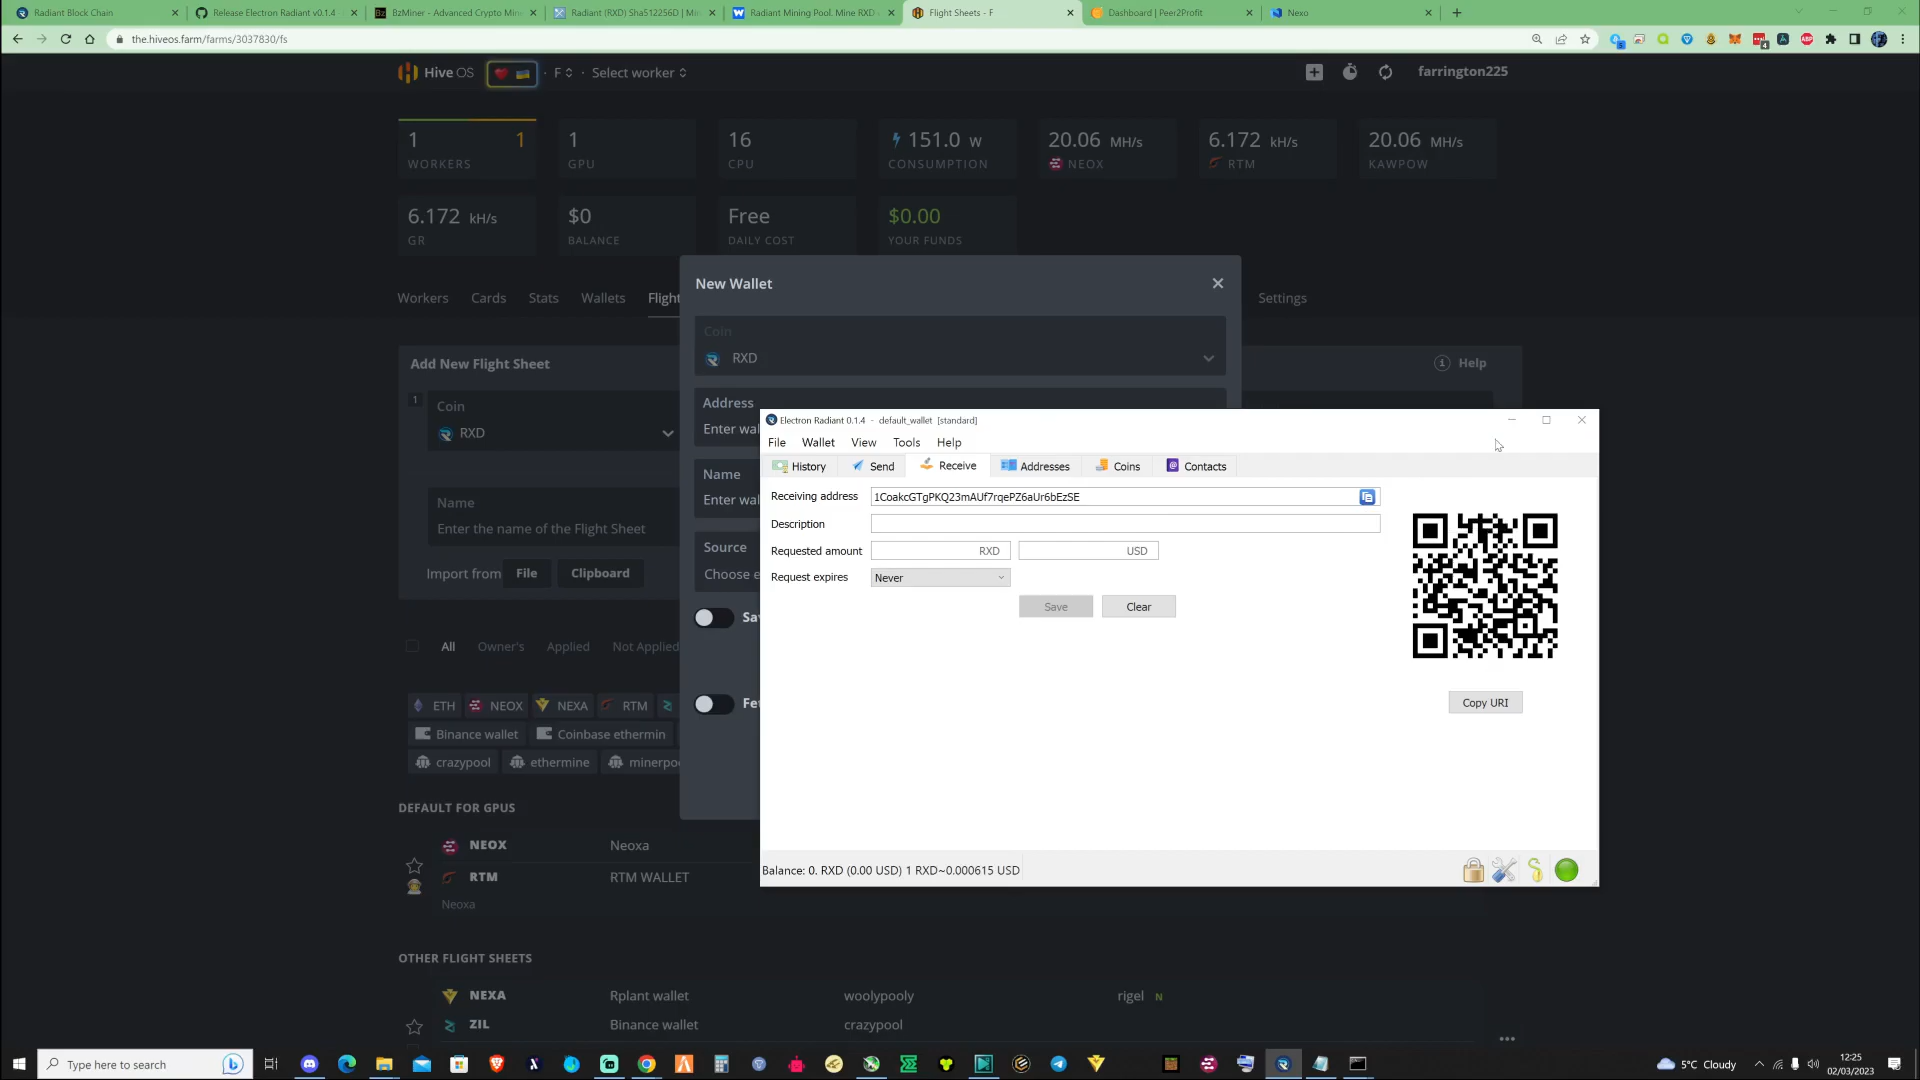 Radiant Block Chain
Release Electron Radiant v0.1.4
BzMiner - Advanced Crypto Min
Radiant (RXD) Sha512256D | Mi
Radiant Mining Pool. Mine RXD
Flight Sheets - F
Dashboard | Peer2Profit
Nexo
the.hiveos.farm/farms/3037830/fs
Hive OS
F
Select worker
farrington225
1 1
WORKERS
1
GPU
16
CPU
151.0 W
CONSUMPTION
20.06 MH/s
NEOX
6.172 kH/s
RTM
20.06 MH/s
KAWPOW
6.172 kH/s
GR
$0
BALANCE
Free
DAILY COST
$0.00
YOUR FUNDS
Workers
Cards
Stats
Wallets
Flight
Settings
Add New Flight Sheet
Help
1
Coin
RXD
Name
Enter the name of the Flight Sheet
Import from
File
Clipboard
New Wallet
Coin
RXD
Address
Enter wal
Name
Enter wa
Source
Choose e
Sav
Fet
Electron Radiant 0.1.4 - default_wallet [standard]
File Wallet View Tools Help
History Send Receive Addresses Coins Contacts
Receiving address 1CoakcGTgPKQ23mAUf7rqePZ6aUr6bEzSE
Description
Requested amount RXD USD
Request expires Never
Save Clear
Copy URI
Balance: 0. RXD (0.00 USD) 1 RXD~0.000615 USD
All Owner's Applied Not Applied
ETH NEOX NEXA RTM
Binance wallet Coinbase ethermin
crazypool ethermine minerpo
DEFAULT FOR GPUS
NEOX Neoxa
RTM RTM WALLET
Neoxa
OTHER FLIGHT SHEETS
NEXA Rplant wallet woolypooly rigel N
ZIL Binance wallet crazypool
Type here to search
5°C Cloudy
12:25
02/03/2023